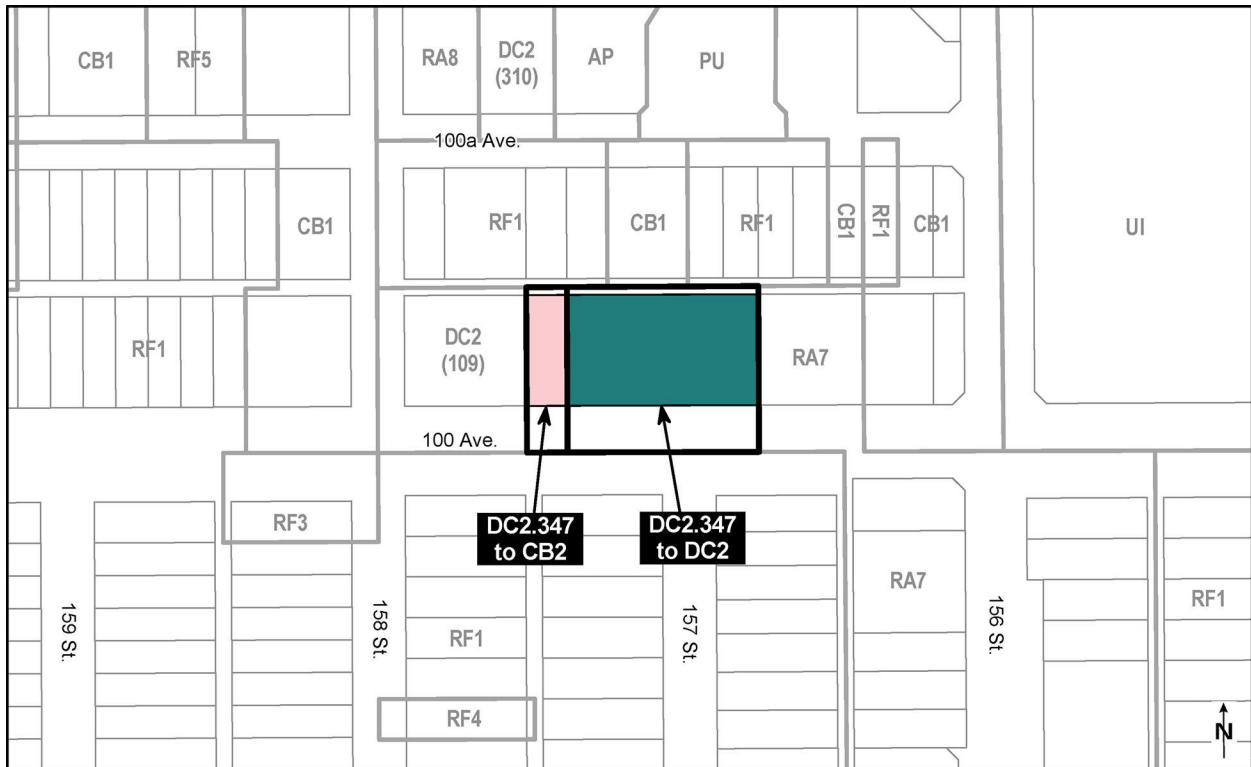 CB1
RF5
RA8
DC2
(310)
AP
PU
100a Ave.
CB1
RF1
CB1
RF1
CB1
RF1
CB1
UI
RF1
DC2
(109)
RA7
100 Ave.
DC2.347
to CB2
DC2.347
to DC2
RF3
RA7
159 St.
158 St.
RF1
157 St.
156 St.
RF1
RF4
N